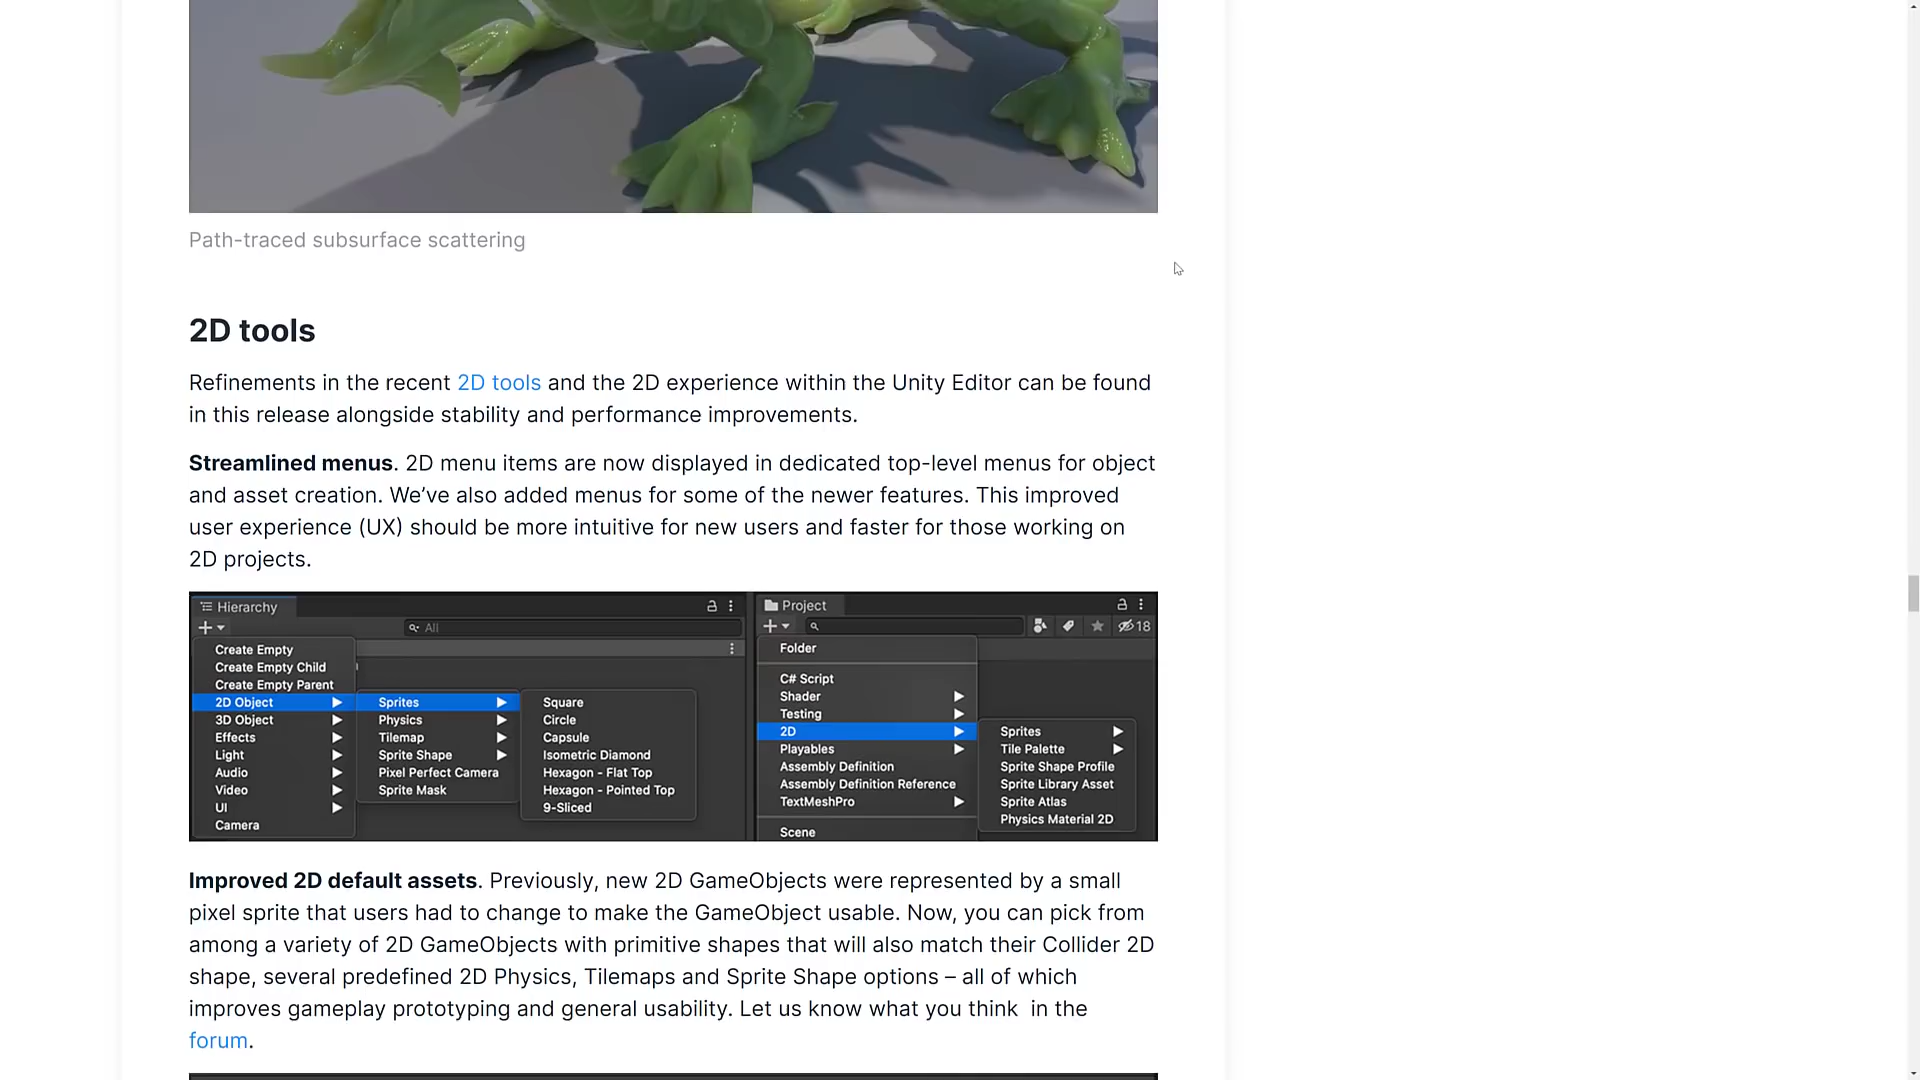 Path-traced subsurface scattering
2D tools
Refinements in the recent 2D tools and the 2D experience within the Unity Editor can be found
in this release alongside stability and performance improvements.
Streamlined menus. 2D menu items are now displayed in dedicated top-level menus for object
and asset creation. We’ve also added menus for some of the newer features. This improved
user experience (UX) should be more intuitive for new users and faster for those working on
2D projects.
Hierarchy
All
Create Empty
Create Empty Child
Create Empty Parent
2D Object
3D Object
Effects
Light
Audio
Video
UI
Camera
Sprites
Physics
Tilemap
Sprite Shape
Pixel Perfect Camera
Sprite Mask
Square
Circle
Capsule
Isometric Diamond
Hexagon - Flat Top
Hexagon - Pointed Top
9-Sliced
Project
18
Folder
C# Script
Shader
Testing
2D
Playables
Assembly Definition
Assembly Definition Reference
TextMeshPro
Scene
Sprites
Tile Palette
Sprite Shape Profile
Sprite Library Asset
Sprite Atlas
Physics Material 2D
Improved 2D default assets. Previously, new 2D GameObjects were represented by a small
pixel sprite that users had to change to make the GameObject usable. Now, you can pick from
among a variety of 2D GameObjects with primitive shapes that will also match their Collider 2D
shape, several predefined 2D Physics, Tilemaps and Sprite Shape options – all of which
improves gameplay prototyping and general usability. Let us know what you think  in the
forum.